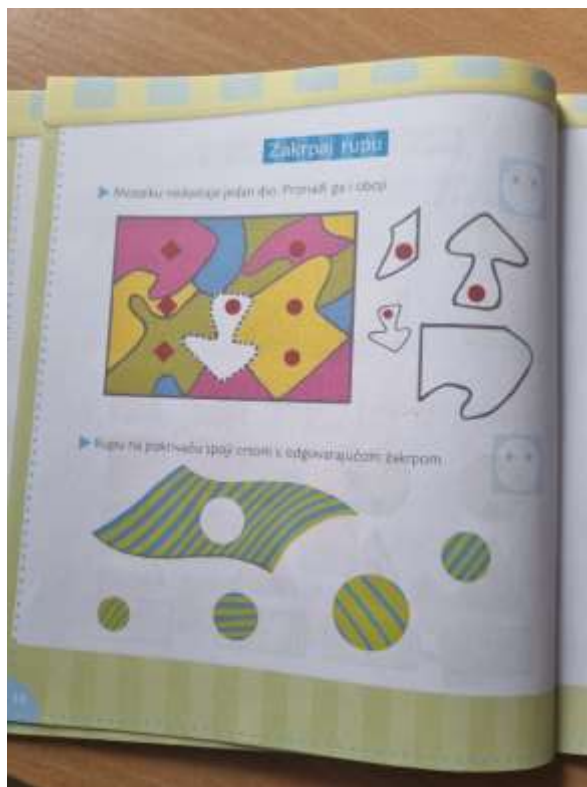 Zakrpaj rupu
Mozaiku nedostaje jedan dio. Pronađi ga i oboji.
Rupu na pokrivaču spoji crtom s odgovarajućom zakrpom.